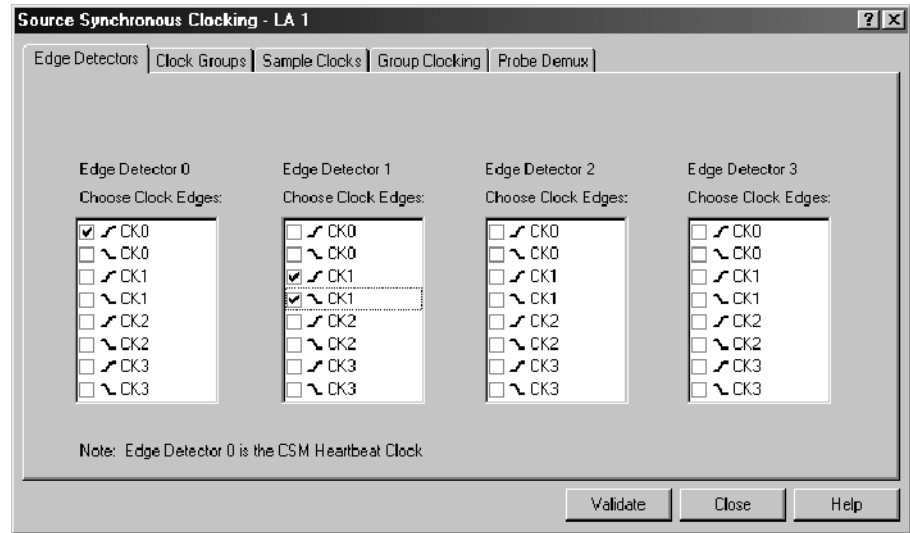 Source Synchronous Clocking - LA 1
Edge Detectors Clock Groups Sample Clocks Group Clocking Probe Demux
Edge Detector 0 Edge Detector 1 Edge Detector 2 Edge Detector 3
Choose Clock Edges: Choose Clock Edges: Choose Clock Edges: Choose Clock Edges:
CK0 CK0 CK0 CK0
CK0 CK0 CK0 CK0
CK1 CK1 CK1 CK1
CK1 CK1 CK1 CK1
CK2 CK2 CK2 CK2
CK2 CK2 CK2 CK2
CK3 CK3 CK3 CK3
CK3 CK3 CK3 CK3
Note: Edge Detector 0 is the CSM Heartbeat Clock
Validate Close Help